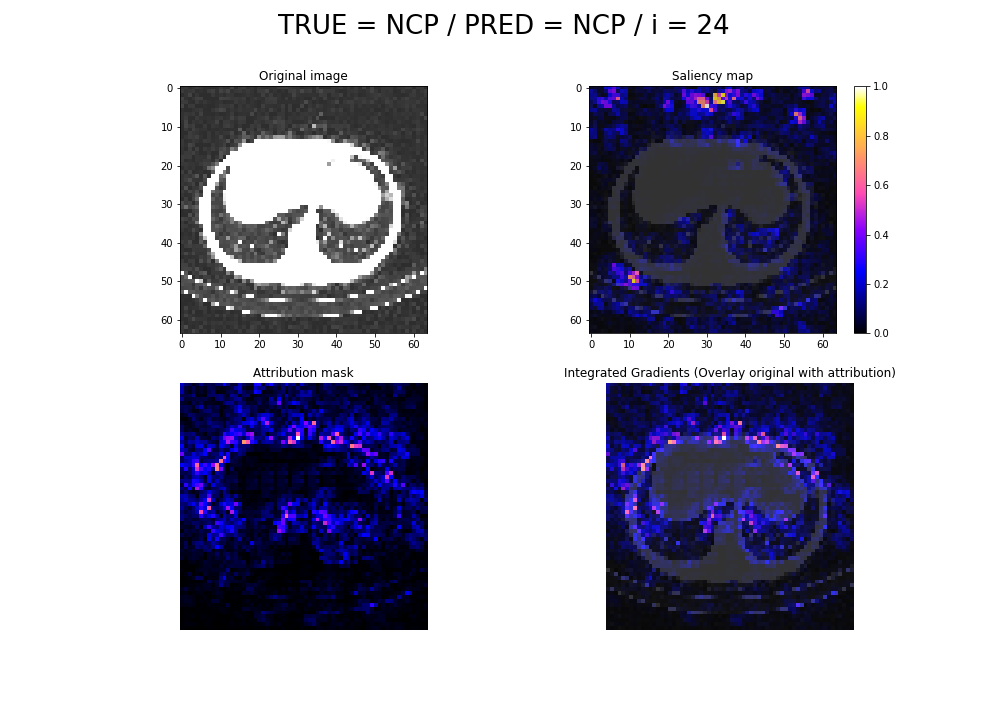 TRUE = NCP / PRED = NCP / i = 24
Original image
0
10
20
30
40
50
60
0 10 20 30 40 50 60
Saliency map
0
10
20
30
40
50
60
0 10 20 30 40 50 60
1.0
0.8
0.6
0.4
0.2
0.0
Attribution mask
Integrated Gradients (Overlay original with attribution)